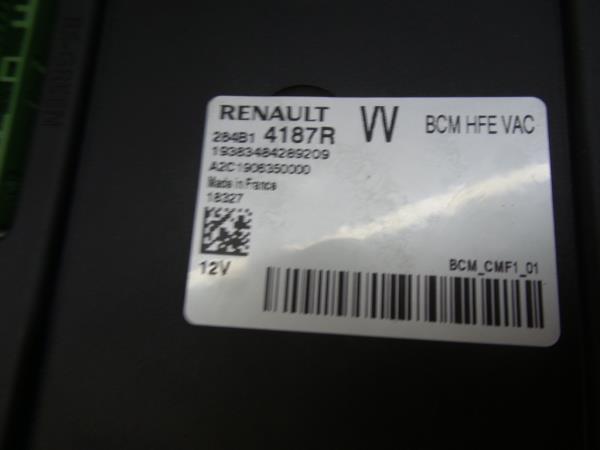 RENAULT VV BCM HFE VAC
284B1 4187R
19383484289209
A2C1906350000
Made in France
18327
12V
BCM_CMF1_01